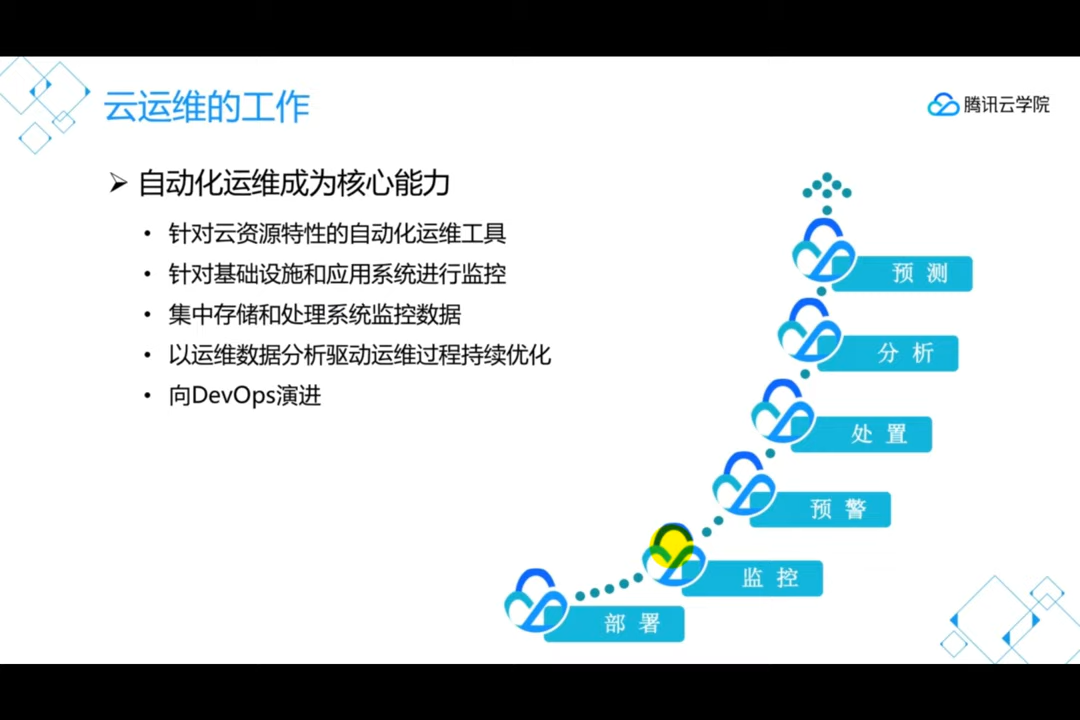 云运维的工作
腾讯云学院
自动化运维成为核心能力
针对云资源特性的自动化运维工具
针对基础设施和应用系统进行监控
集中存储和处理系统监控数据
以运维数据分析驱动运维过程持续优化
向DevOps演进
预测
分析
处置
预警
监控
部署